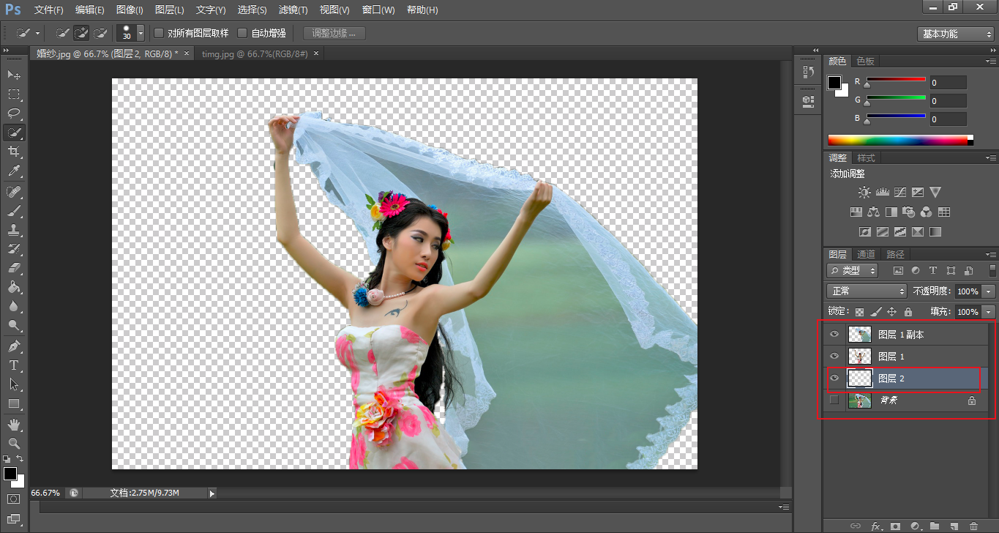 Ps 文件(F) 编辑(E) 图像(I) 图层(L) 文字(Y) 选择(S) 滤镜(T) 视图(V) 窗口(W) 帮助(H)
30 对所有图层取样 自动增强 调整边缘... 基本功能
婚纱.jpg @ 66.7% (图层 2, RGB/8) * × timg.jpg @ 66.7%(RGB/8#) ×
颜色 色板
R 0
G 0
B 0
调整 样式
添加调整
图层 通道 路径
类型
正常 不透明度: 100%
锁定: 填充: 100%
图层 1 副本
图层 1
图层 2
背景
66.67% 文档:2.75M/9.73M
fx